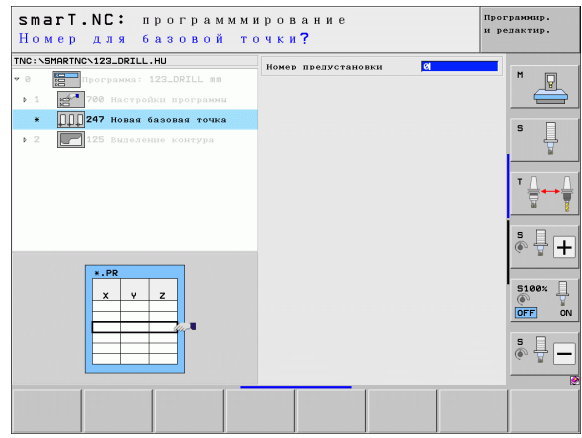 smarT.NC: программмирование
Номер для базовой точки?
Программир.
и редактир.
TNC:\SMARTNC\123_DRILL.HU
0 Программа: 123_DRILL мм
1 700 Настройки программы
* 247 Новая базовая точка
2 125 Выделение контура
Номер предустановки 0
*.PR
X Y Z
M
S
T
S
S100%
OFF ON
S